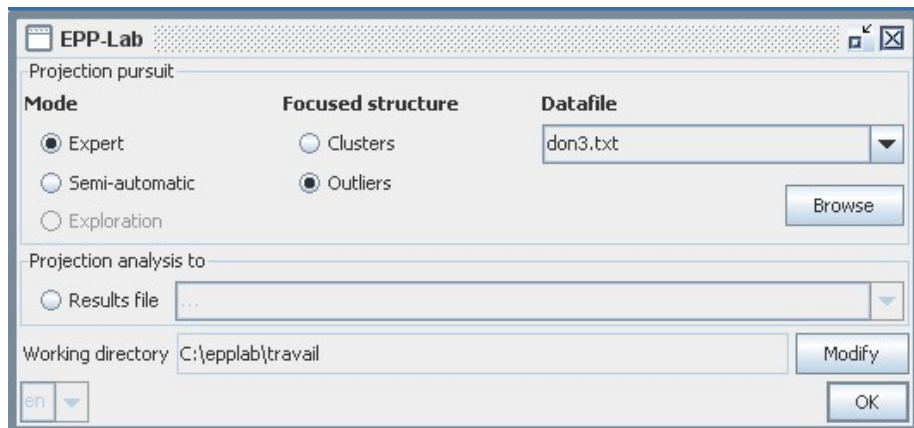 EPP-Lab
Projection pursuit
Mode Focused structure Datafile
Expert Clusters don3.txt
Semi-automatic Outliers
Browse
Exploration
Projection analysis to
Results file ...
Working directory C:\epplab\travail Modify
en OK